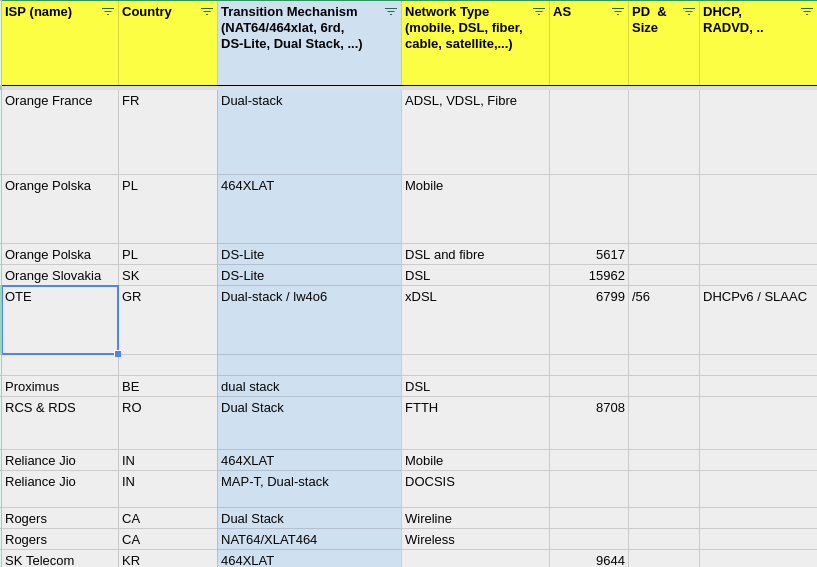 ISP (name) Country Transition Mechanism (NAT64/464xlat, 6rd, DS-Lite, Dual Stack, ...) Network Type (mobile, DSL, fiber, cable, satellite,...) AS PD & Size DHCP, RADVD, ..
Orange France FR Dual-stack ADSL, VDSL, Fibre
Orange Polska PL 464XLAT Mobile
Orange Polska PL DS-Lite DSL and fibre 5617
Orange Slovakia SK DS-Lite DSL 15962
OTE GR Dual-stack / lw4o6 xDSL 6799 /56 DHCPv6 / SLAAC
Proximus BE dual stack DSL
RCS & RDS RO Dual Stack FTTH 8708
Reliance Jio IN 464XLAT Mobile
Reliance Jio IN MAP-T, Dual-stack DOCSIS
Rogers CA Dual Stack Wireline
Rogers CA NAT64/XLAT464 Wireless
SK Telecom KR 464XLAT 9644